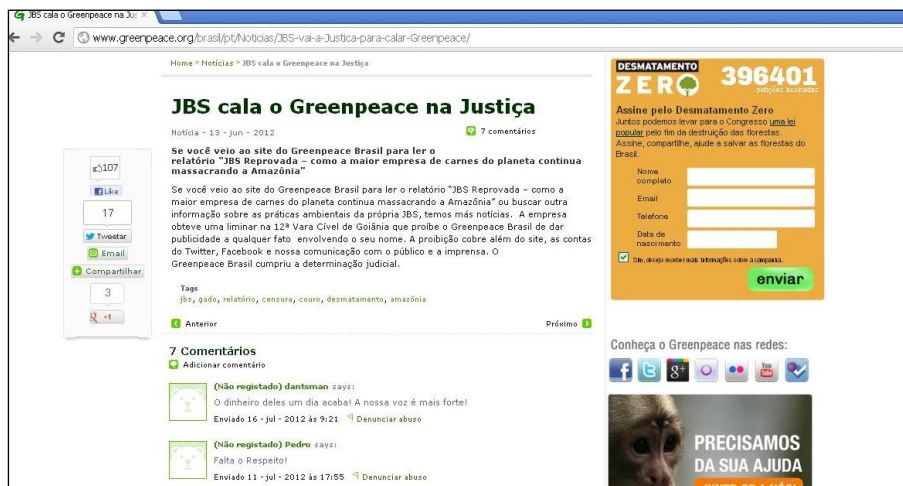 JBS cala o Greenpeace na Jus
www.greenpeace.org/brasil/pt/Noticias/JBS-vai-a-Justica-para-calar-Greenpeace/
Home > Notícias > JBS cala o Greenpeace na Justiça
JBS cala o Greenpeace na Justiça
Notícia - 13 - jun - 2012
7 comentários
Se você veio ao site do Greenpeace Brasil para ler o
relatório "JBS Reprovada – como a maior empresa de carnes do planeta continua
massacrando a Amazônia"
Se você veio ao site do Greenpeace Brasil para ler o relatório "JBS Reprovada – como a
maior empresa de carnes do planeta continua massacrando a Amazônia" ou buscar outra
informação sobre as práticas ambientais da própria JBS, temos más notícias. A empresa
obteve uma liminar na 12ª Vara Cível de Goiânia que proíbe o Greenpeace Brasil de dar
publicidade a qualquer fato envolvendo o seu nome. A proibição cobre além do site, as contas
do Twitter, Facebook e nossa comunicação com o público e a imprensa. O
Greenpeace Brasil cumpriu a determinação judicial.
Tags
jbs, gado, relatório, censura, couro, desmatamento, amazônia
Anterior
Próximo
7 Comentários
Adicionar comentário
(Não registado) dantsman says:
O dinheiro deles um dia acaba! A nossa voz é mais forte!
Enviado 16 - jul - 2012 às 9:21 Denunciar abuso
(Não registado) Pedro says:
Falta o Respeito!
Enviado 11 - jul - 2012 às 17:55 Denunciar abuso
107
Like
17
Tweetar
Email
Compartilhar
3
+1
DESMATAMENTO
ZERO
396401
petições assinadas
Assine pelo Desmatamento Zero
Juntos podemos levar para o Congresso uma lei
popular pelo fim da destruição das florestas.
Assine, compartilhe, ajude a salvar as florestas do
Brasil.
Nome
completo
Email
Telefone
Data de
nascimento
Sim, desejo receber mais informações sobre a campanha.
enviar
Conheça o Greenpeace nas redes:
You
Tube
PRECISAMOS
DA SUA AJUDA